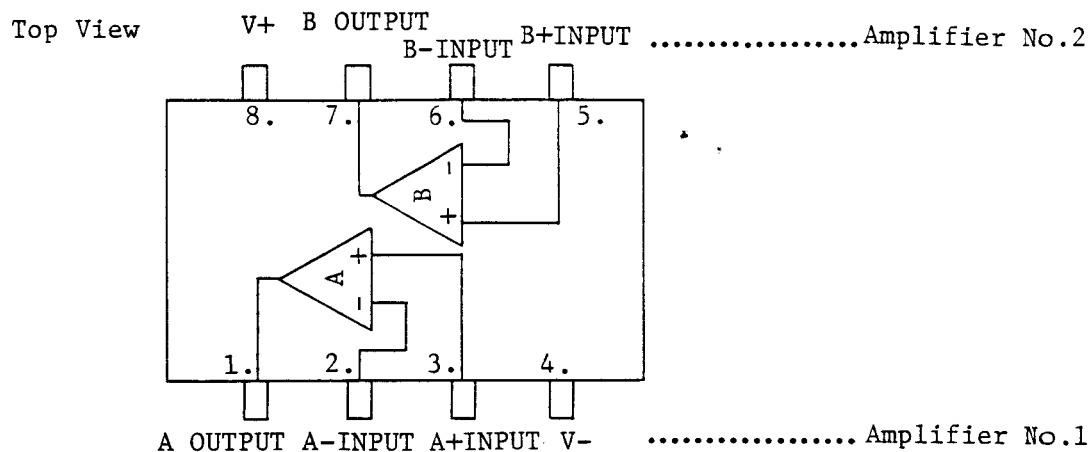 Top View V+ B OUTPUT B-INPUT B+INPUT .................. Amplifier No.2
8. 7. 6. 5.
- B +
+ A -
1. 2. 3. 4.
A OUTPUT A-INPUT A+INPUT V- .................. Amplifier No.1